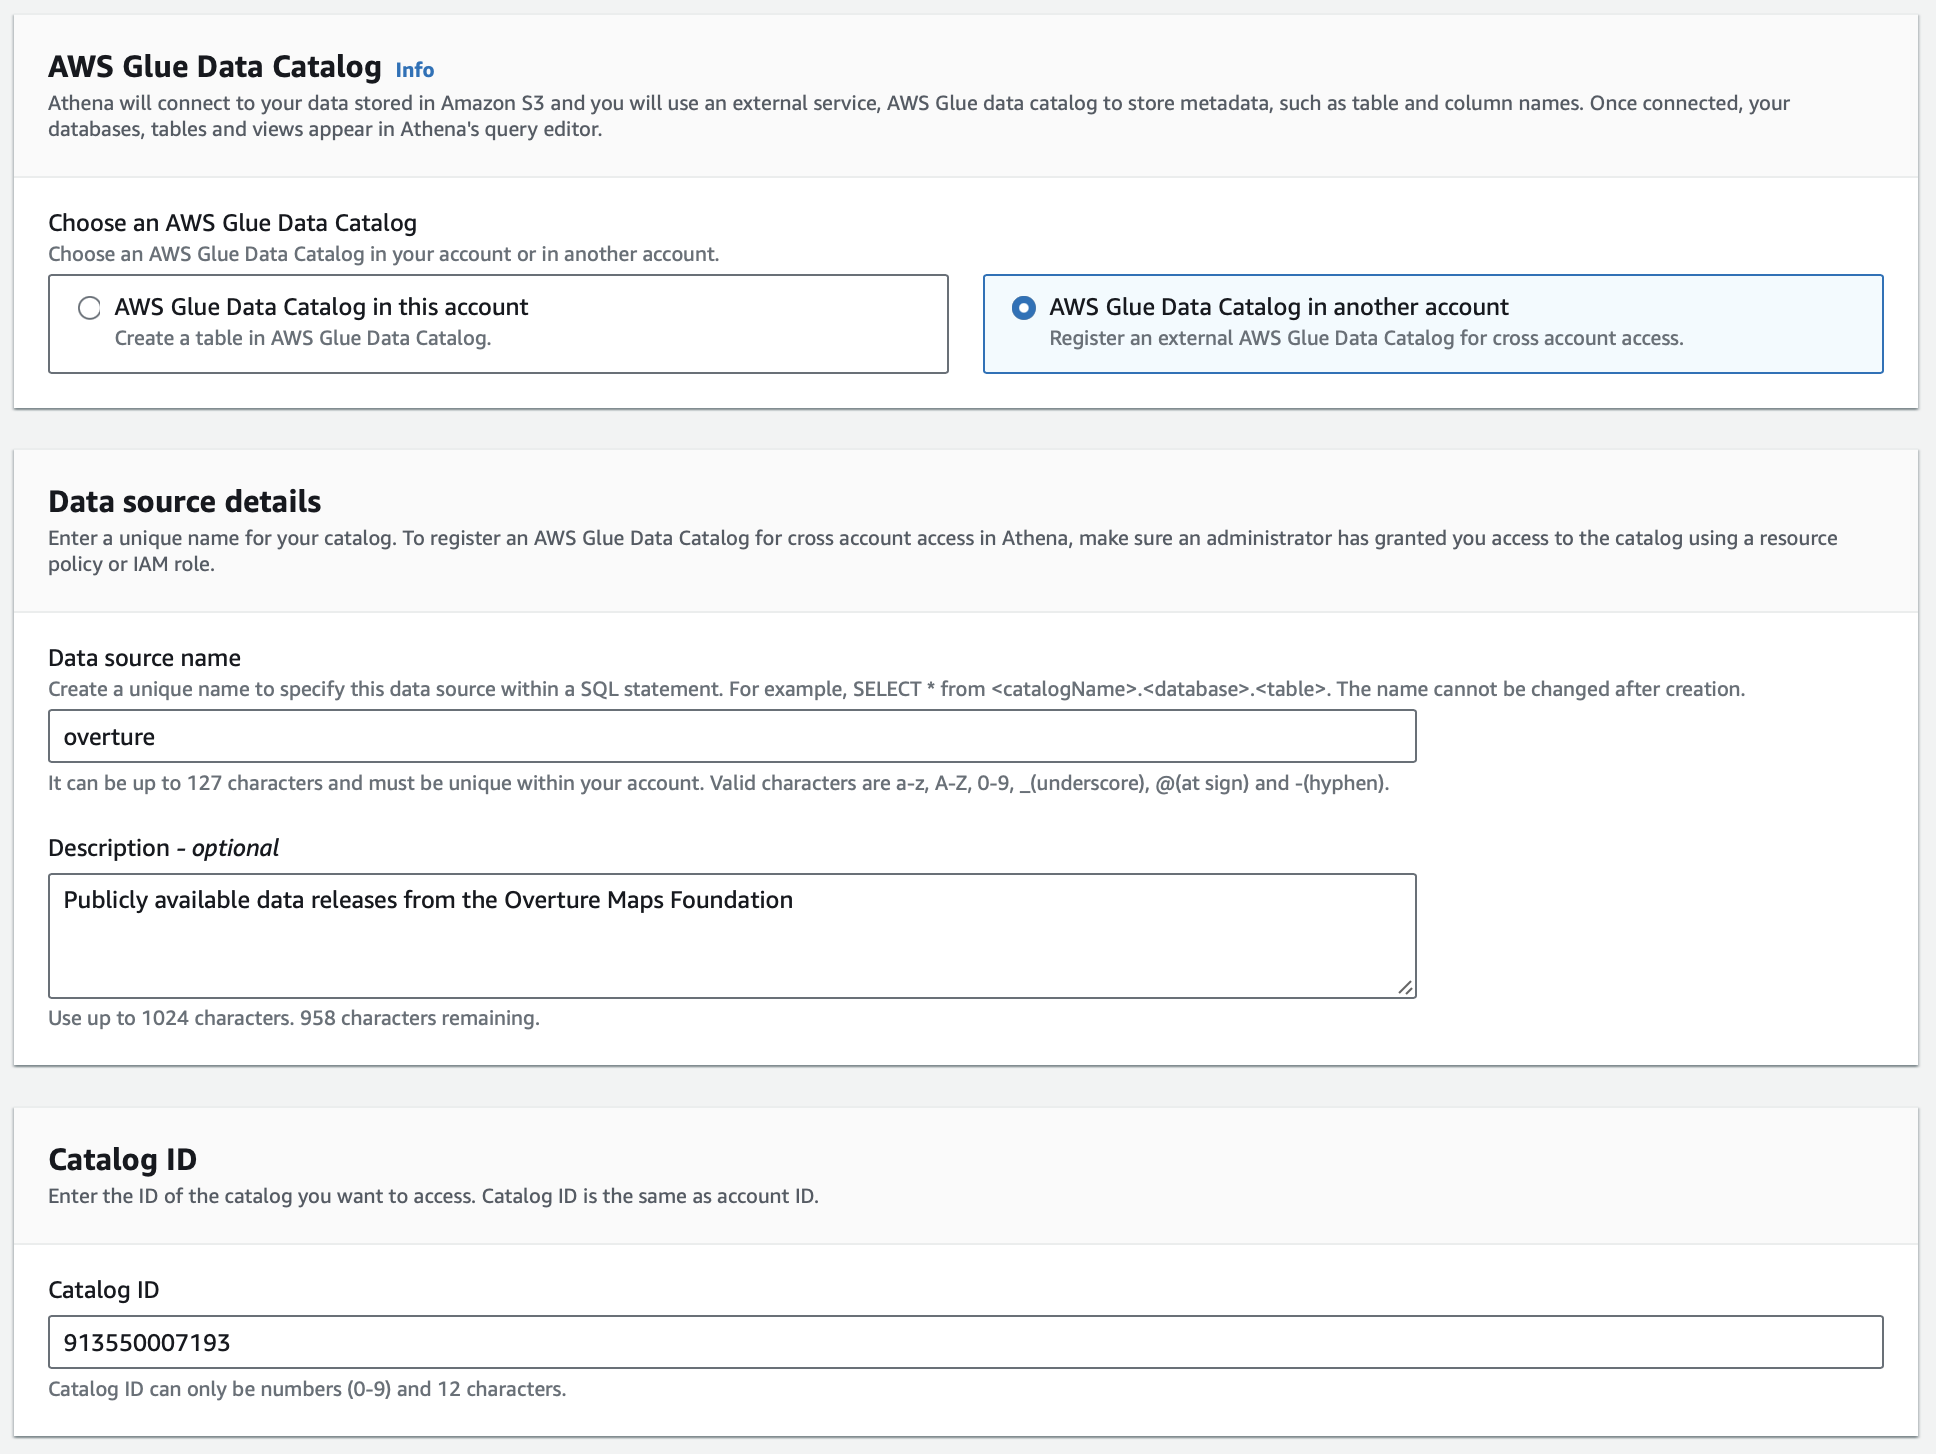 AWS Glue Data Catalog Info
Athena will connect to your data stored in Amazon S3 and you will use an external service, AWS Glue data catalog to store metadata, such as table and column names. Once connected, your
databases, tables and views appear in Athena's query editor.
Choose an AWS Glue Data Catalog
Choose an AWS Glue Data Catalog in your account or in another account.
AWS Glue Data Catalog in this account
Create a table in AWS Glue Data Catalog.
AWS Glue Data Catalog in another account
Register an external AWS Glue Data Catalog for cross account access.
Data source details
Enter a unique name for your catalog. To register an AWS Glue Data Catalog for cross account access in Athena, make sure an administrator has granted you access to the catalog using a resource
policy or IAM role.
Data source name
Create a unique name to specify this data source within a SQL statement. For example, SELECT * from <catalogName>.<database>.<table>. The name cannot be changed after creation.
overture
It can be up to 127 characters and must be unique within your account. Valid characters are a-z, A-Z, 0-9, _(underscore), @(at sign) and -(hyphen).
Description - optional
Publicly available data releases from the Overture Maps Foundation
Use up to 1024 characters. 958 characters remaining.
Catalog ID
Enter the ID of the catalog you want to access. Catalog ID is the same as account ID.
Catalog ID
913550007193
Catalog ID can only be numbers (0-9) and 12 characters.